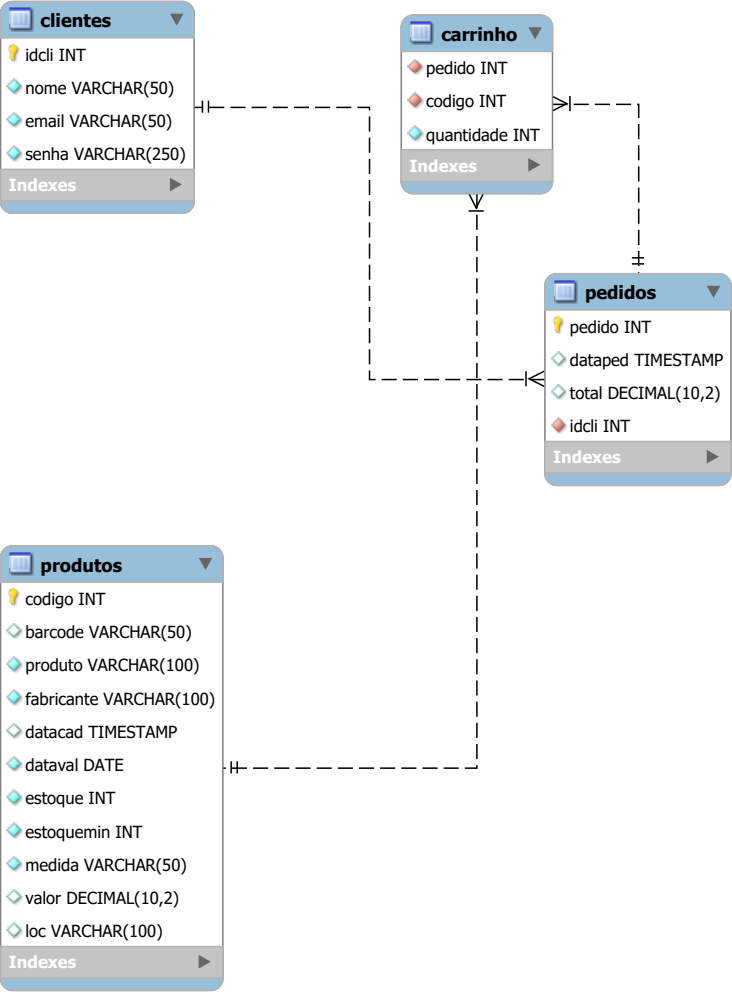 clientes
idcli INT
nome VARCHAR(50)
email VARCHAR(50)
senha VARCHAR(250)
Indexes
carrinho
pedido INT
codigo INT
quantidade INT
Indexes
pedidos
pedido INT
dataped TIMESTAMP
total DECIMAL(10,2)
idcli INT
Indexes
produtos
codigo INT
barcode VARCHAR(50)
produto VARCHAR(100)
fabricante VARCHAR(100)
datacad TIMESTAMP
dataval DATE
estoque INT
estoquemin INT
medida VARCHAR(50)
valor DECIMAL(10,2)
loc VARCHAR(100)
Indexes